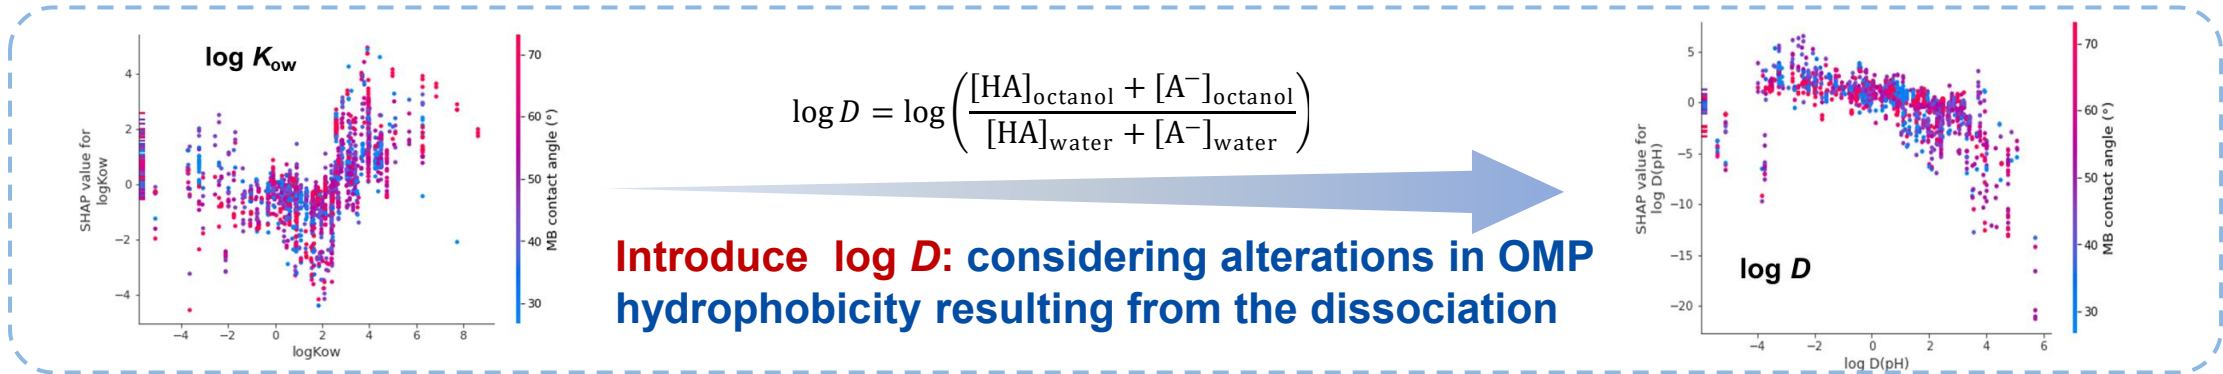 log Kow
4
2
0
−2
−4
SHAP value for
logKow
−4 −2 0 2 4 6 8
logKow
70
60
50
40
30
MB contact angle (°)
log D = log([HA]octanol + [A−]octanol / [HA]water + [A−]water)
Introduce log D: considering alterations in OMP
hydrophobicity resulting from the dissociation
log D
5
0
−5
−10
−15
−20
SHAP value for
log D(pH)
−4 −2 0 2 4 6
log D(pH)
70
60
50
40
30
MB contact angle (°)